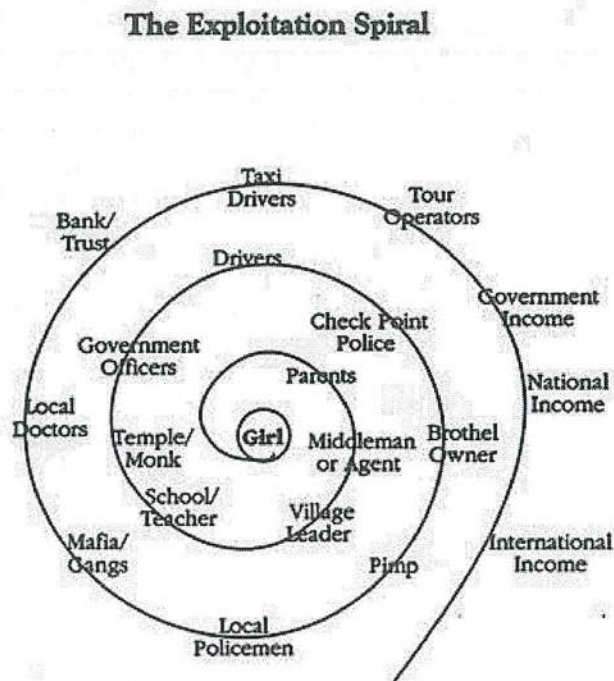 The Exploitation Spiral
Taxi
Drivers
Tour
Operators
Bank/
Trust
Drivers
Government
Income
Check Point
Police
Government
Officers
Parents
National
Income
Local
Doctors
Temple/
Monk
Girl
Middleman
or Agent
Brothel
Owner
School/
Teacher
Village
Leader
Mafia/
Gangs
Pimp
International
Income
Local
Policemen